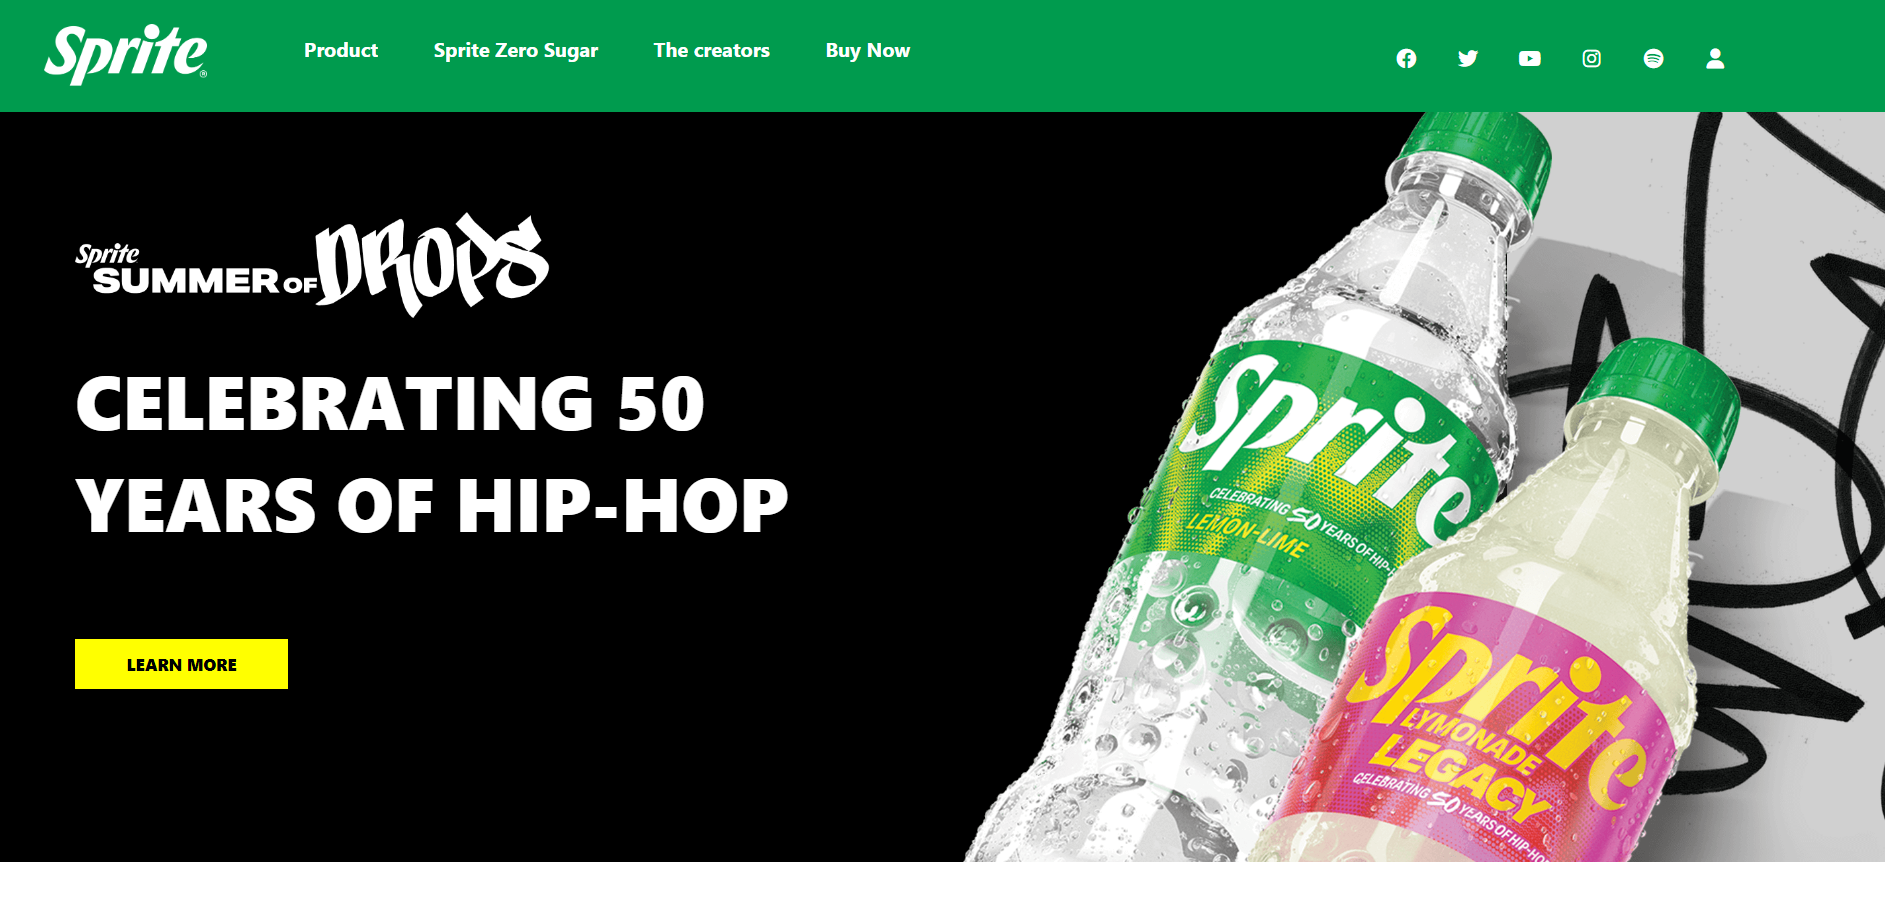 Sprite®
Product
Sprite Zero Sugar
The creators
Buy Now
Sprite
SUMMER OF DROPS
CELEBRATING 50
YEARS OF HIP-HOP
LEARN MORE
Sprite
CELEBRATING 50 YEARS OF HIP-H
LEMON-LIME
Sprite
LYMONADE
LEGACY
CELEBRATING 50 YEARS OF HIP-HO